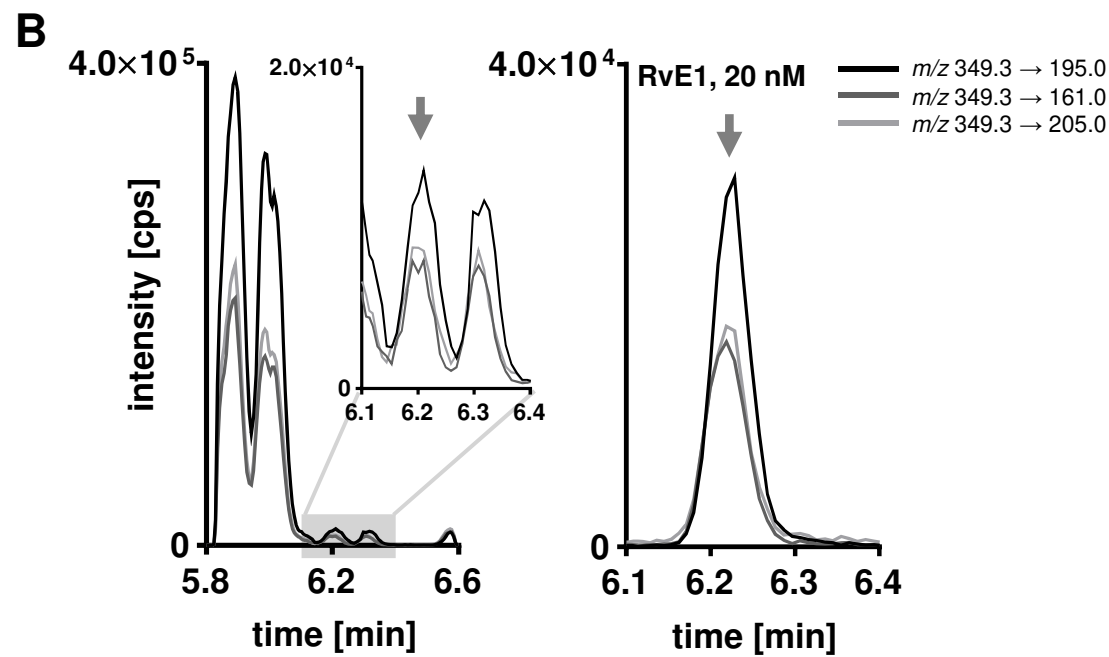 B
4.0×10⁵
2.0×10⁴
0
6.1 6.2 6.3 6.4
intensity [cps]
0
5.8 6.2 6.6
time [min]
4.0×10⁴
RvE1, 20 nM
0
6.1 6.2 6.3 6.4
time [min]
m/z 349.3 → 195.0
m/z 349.3 → 161.0
m/z 349.3 → 205.0